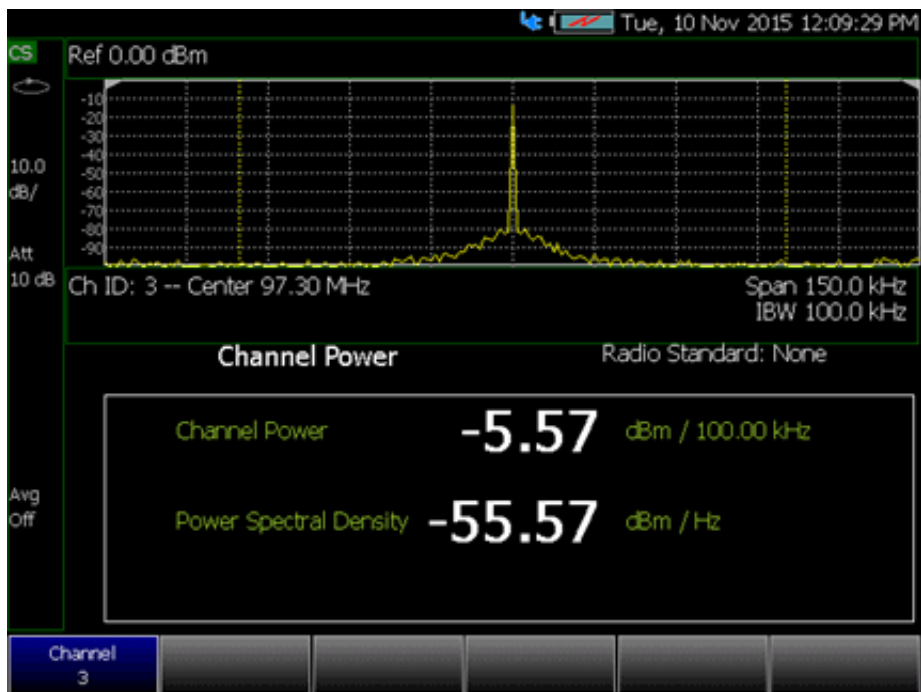 Tue, 10 Nov 2015 12:09:29 PM
CS
Ref 0.00 dBm
-10
-20
-30
-40
-50
-60
-70
-80
-90
10.0
dB/
Att
10 dB
Ch ID: 3 -- Center 97.30 MHz
Span 150.0 kHz
IBW 100.0 kHz
Channel Power
Radio Standard: None
Channel Power -5.57 dBm / 100.00 kHz
Avg
Off
Power Spectral Density -55.57 dBm / Hz
Channel
3